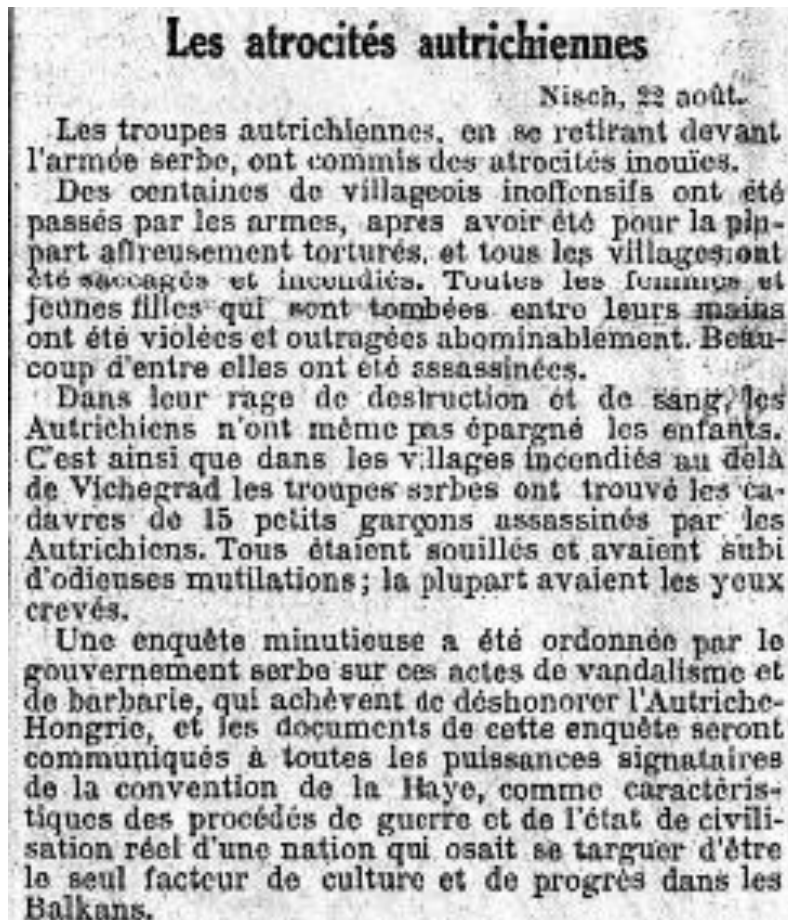 Les atrocités autrichiennes
Nisch, 22 août.
Les troupes autrichiennes, en se retirant devant
l'armée serbe, ont commis des atrocités inouïes.
Des centaines de villageois inoffensifs ont été
passés par les armes, après avoir été pour la plu-
part affreusement torturés, et tous les villages ont
été saccagés et incendiés. Toutes les femmes et
jeunes filles qui sont tombées entre leurs mains
ont été violées et outragées abominablement. Beau-
coup d'entre elles ont été assassinées.
Dans leur rage de destruction et de sang, les
Autrichiens n'ont même pas épargné les enfants.
C'est ainsi que dans les villages incendiés au delà
de Vichegrad les troupes serbes ont trouvé les ca-
davres de 15 petits garçons assassinés par les
Autrichiens. Tous étaient souillés et avaient subi
d'odieuses mutilations ; la plupart avaient les yeux
crevés.
Une enquête minutieuse a été ordonnée par le
gouvernement serbe sur ces actes de vandalisme et
de barbarie, qui achèvent de déshonorer l'Autriche-
Hongrie, et les documents de cette enquête seront
communiqués à toutes les puissances signataires
de la convention de la Haye, comme caractéris-
tiques des procédés de guerre et de l'état de civili-
sation réel d'une nation qui osait se targuer d'être
le seul facteur de culture et de progrès dans les
Balkans.